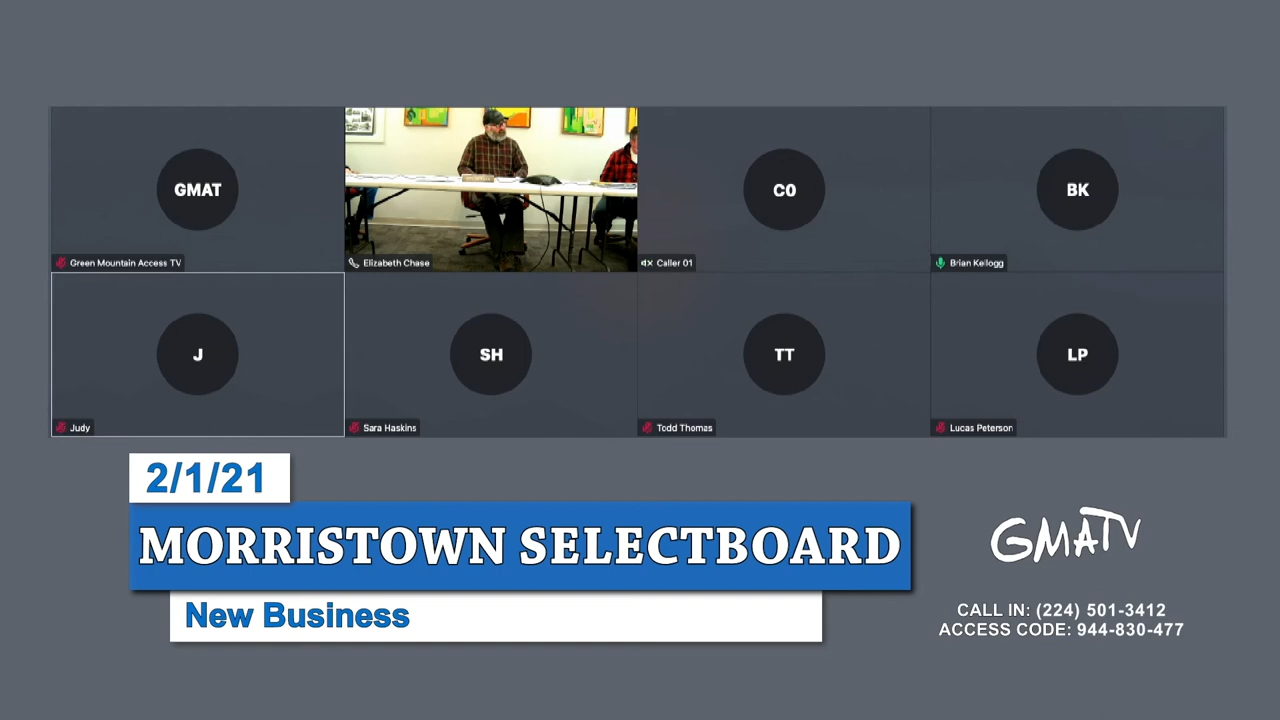 GMAT
Green Mountain Access TV
Elizabeth Chase
C0
Caller 01
BK
Brian Kellogg
J
Judy
SH
Sara Haskins
TT
Todd Thomas
LP
Lucas Peterson
2/1/21
MORRISTOWN SELECTBOARD
New Business
GMATV
CALL IN: (224) 501-3412
ACCESS CODE: 944-830-477